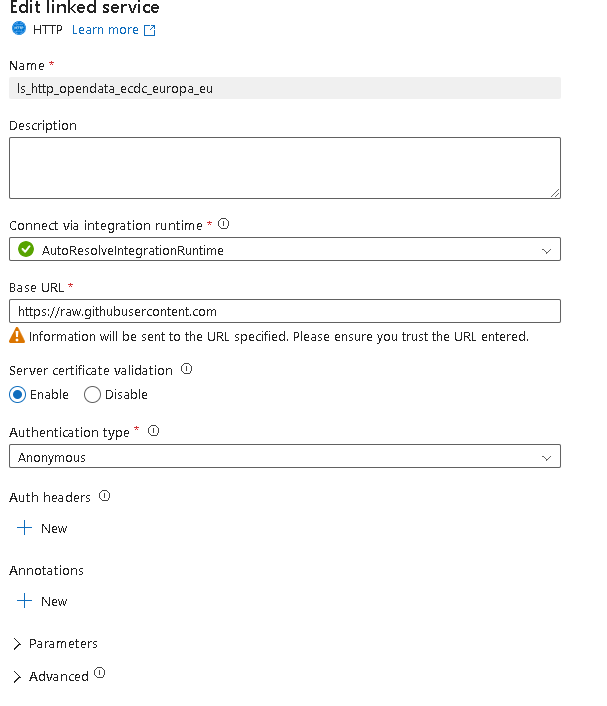 Edit linked service
HTTP Learn more
Name *
ls_http_opendata_ecdc_europa_eu
Description
Connect via integration runtime *
AutoResolveIntegrationRuntime
Base URL *
https://raw.githubusercontent.com
Information will be sent to the URL specified. Please ensure you trust the URL entered.
Server certificate validation
Enable Disable
Authentication type *
Anonymous
Auth headers
New
Annotations
New
Parameters
Advanced